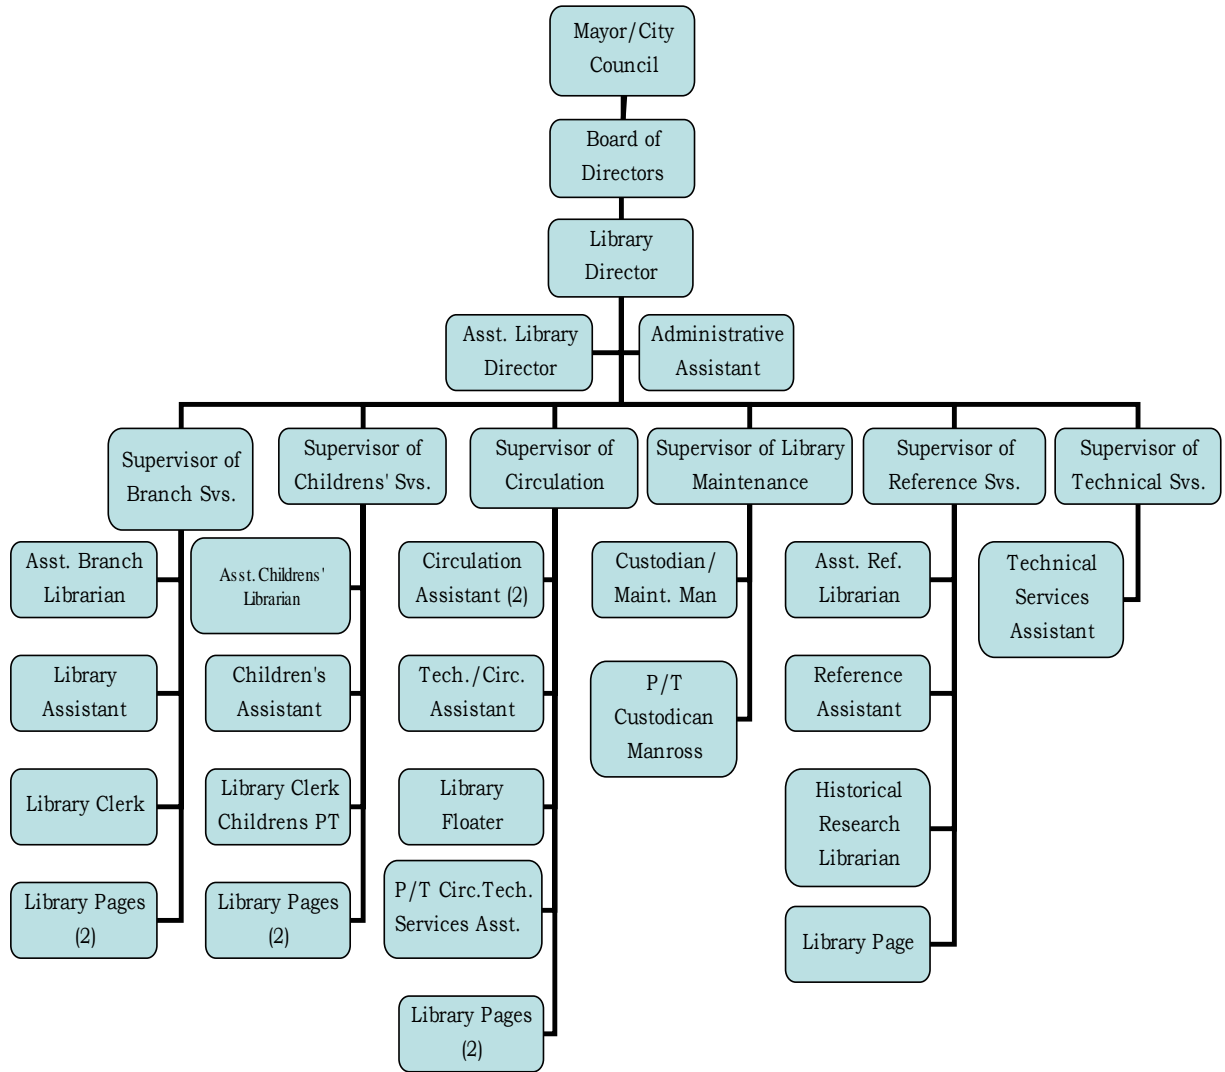 Mayor/City
Council
Board of
Directors
Library
Director
Asst. Library
Director
Administrative
Assistant
Supervisor of
Branch Svs.
Supervisor of
Childrens' Svs.
Supervisor of
Circulation
Supervisor of Library
Maintenance
Supervisor of
Reference Svs.
Supervisor of
Technical Svs.
Asst. Branch
Librarian
Library
Assistant
Library Clerk
Library Pages
(2)
Asst. Childrens'
Librarian
Children's
Assistant
Library Clerk
Childrens PT
Library Pages
(2)
Circulation
Assistant (2)
Tech./Circ.
Assistant
Library
Floater
P/T Circ.Tech.
Services Asst.
Library Pages
(2)
Custodian/
Maint. Man
P/T
Custodican
Manross
Asst. Ref.
Librarian
Reference
Assistant
Historical
Research
Librarian
Library Page
Technical
Services
Assistant